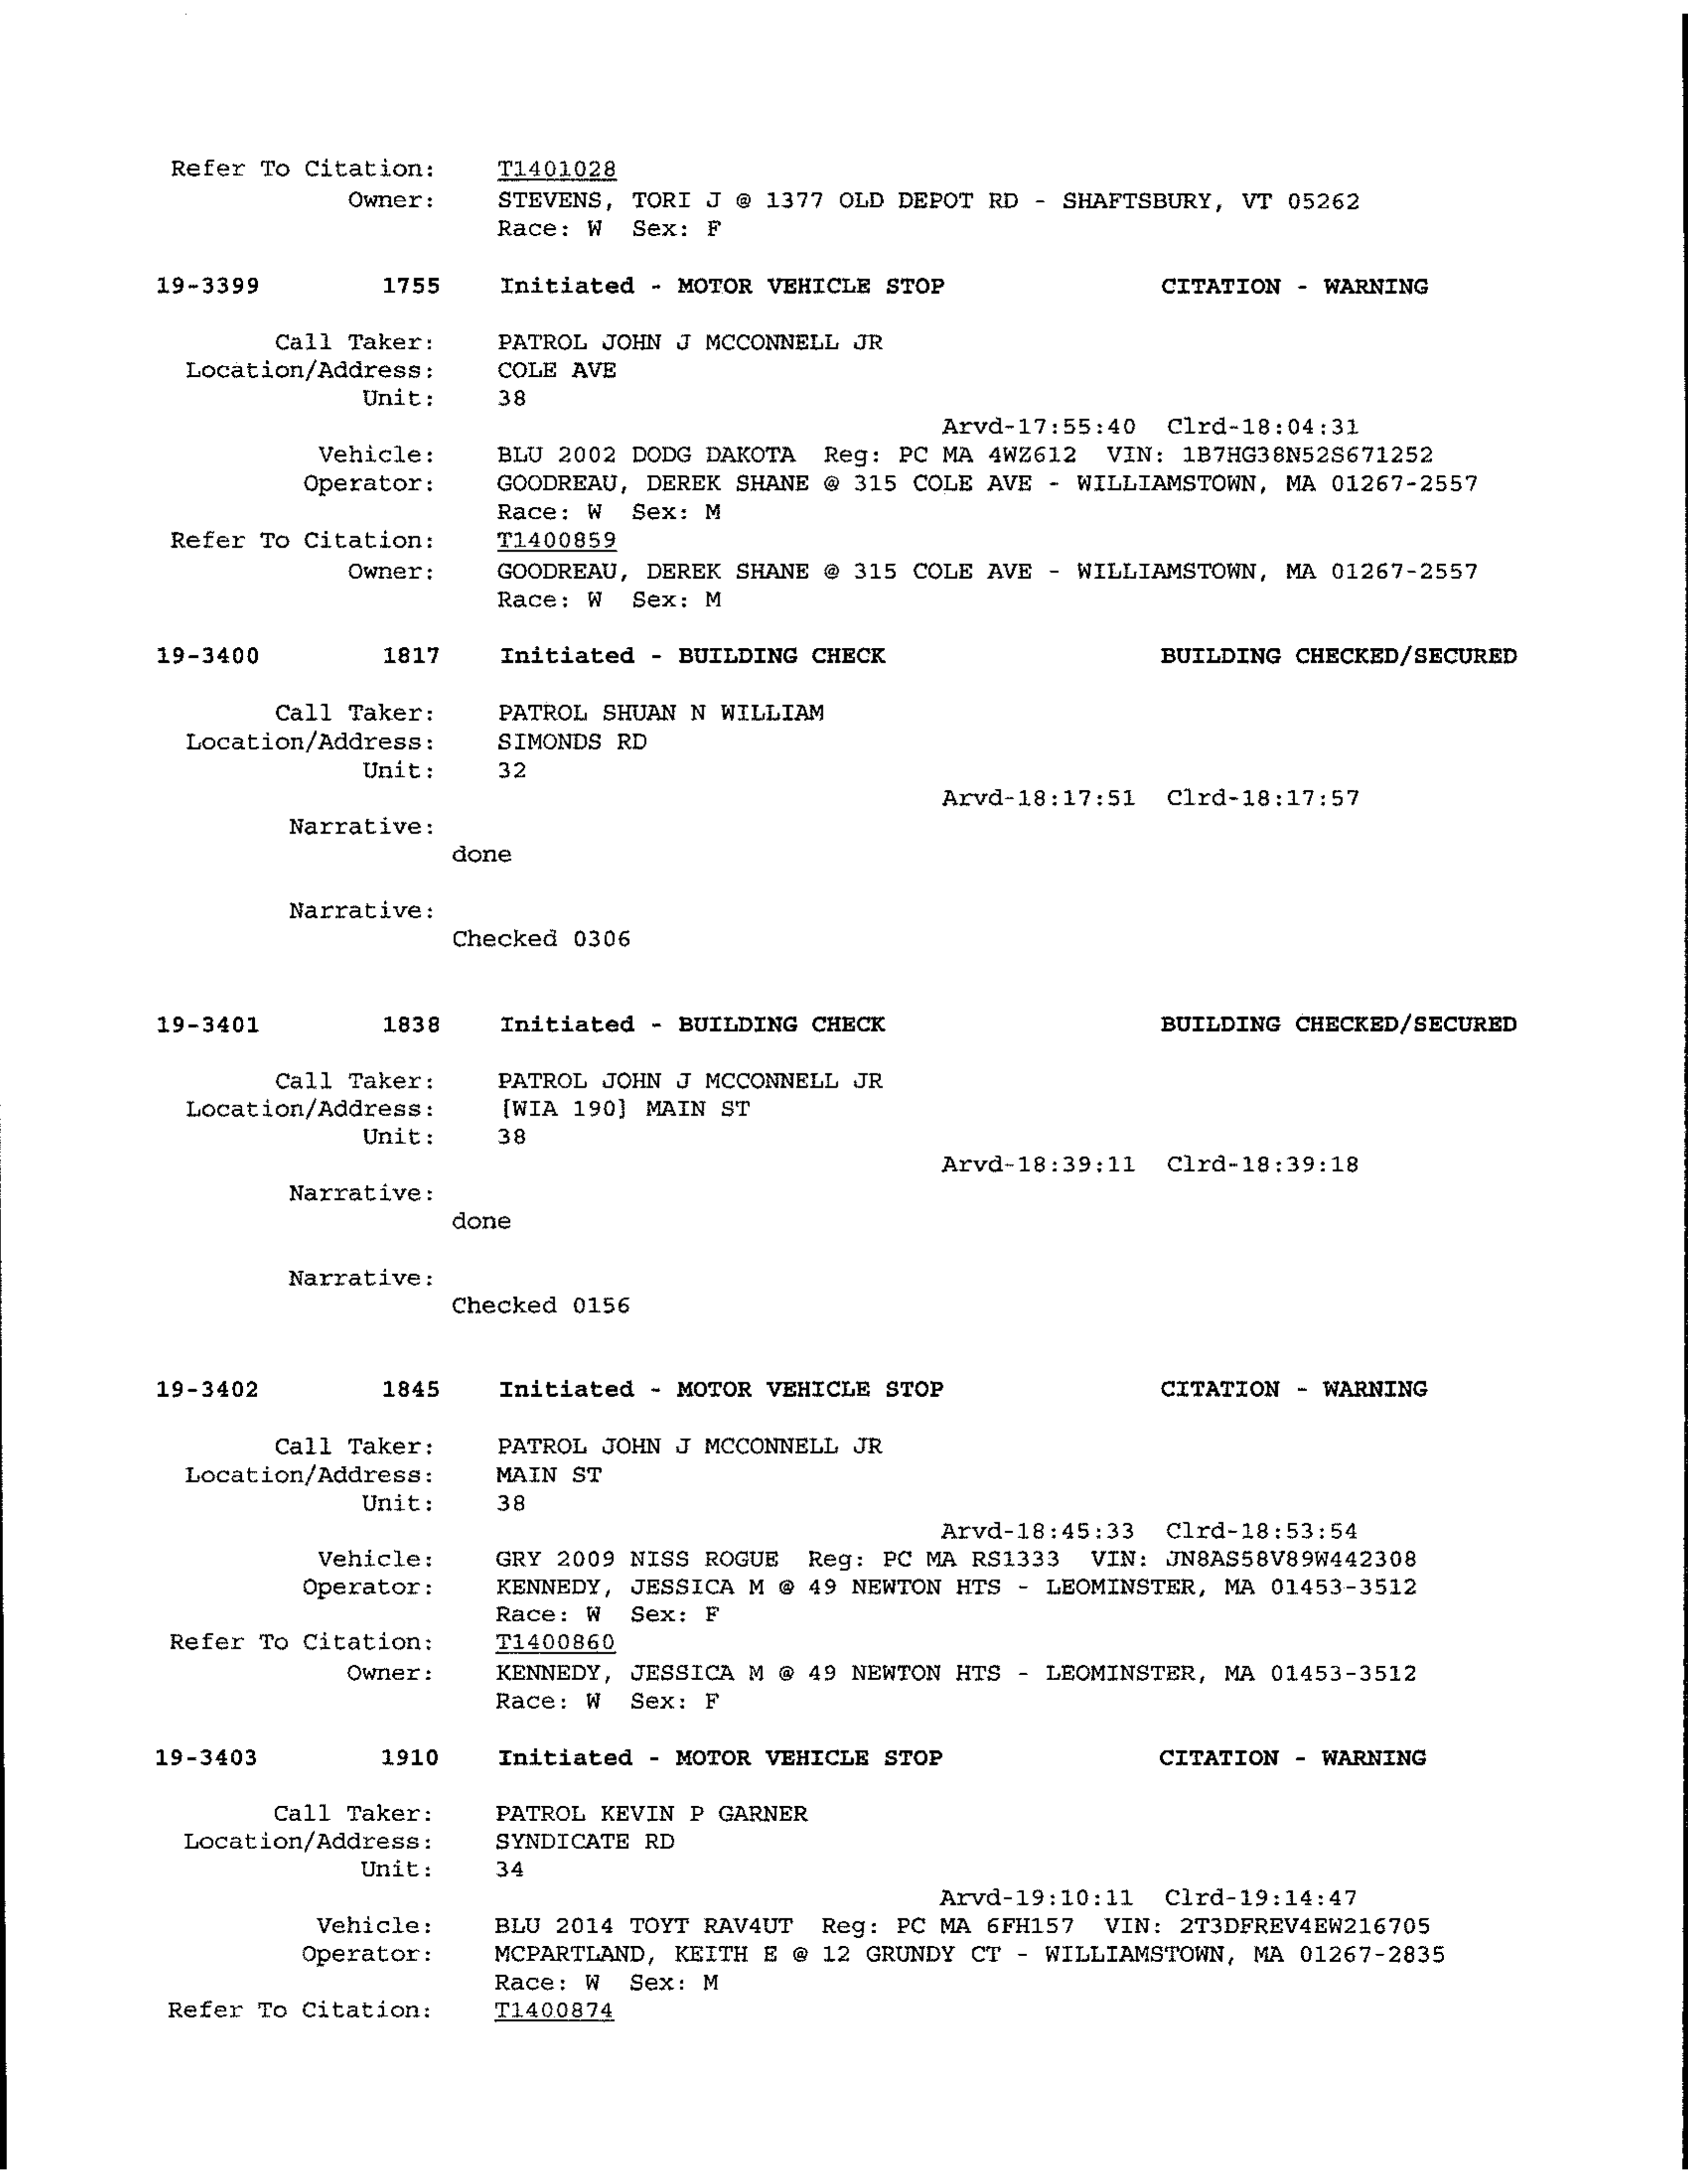 Refer To Citation: T1401028
Owner: STEVENS, TORI J @ 1377 OLD DEPOT RD - SHAFTSBURY, VT 05262
Race: W Sex: F
19-3399 1755 Initiated - MOTOR VEHICLE STOP CITATION - WARNING
Call Taker: PATROL JOHN J MCCONNELL JR
Location/Address: COLE AVE
Unit: 38
Arvd-17:55:40 Clrd-18:04:31
Vehicle: BLU 2002 DODG DAKOTA Reg: PC MA 4WZ612 VIN: 1B7HG38N52S671252
Operator: GOODREAU, DEREK SHANE @ 315 COLE AVE - WILLIAMSTOWN, MA 01267-2557
Race: W Sex: M
Refer To Citation: T1400859
Owner: GOODREAU, DEREK SHANE @ 315 COLE AVE - WILLIAMSTOWN, MA 01267-2557
Race: W Sex: M
19-3400 1817 Initiated - BUILDING CHECK BUILDING CHECKED/SECURED
Call Taker: PATROL SHUAN N WILLIAM
Location/Address: SIMONDS RD
Unit: 32
Arvd-18:17:51 Clrd-18:17:57
Narrative:
done
Narrative:
Checked 0306
19-3401 1838 Initiated - BUILDING CHECK BUILDING CHECKED/SECURED
Call Taker: PATROL JOHN J MCCONNELL JR
Location/Address: [WIA 190] MAIN ST
Unit: 38
Arvd-18:39:11 Clrd-18:39:18
Narrative:
done
Narrative:
Checked 0156
19-3402 1845 Initiated - MOTOR VEHICLE STOP CITATION - WARNING
Call Taker: PATROL JOHN J MCCONNELL JR
Location/Address: MAIN ST
Unit: 38
Arvd-18:45:33 Clrd-18:53:54
Vehicle: GRY 2009 NISS ROGUE Reg: PC MA RS1333 VIN: JN8AS58V89W442308
Operator: KENNEDY, JESSICA M @ 49 NEWTON HTS - LEOMINSTER, MA 01453-3512
Race: W Sex: F
Refer To Citation: T1400860
Owner: KENNEDY, JESSICA M @ 49 NEWTON HTS - LEOMINSTER, MA 01453-3512
Race: W Sex: F
19-3403 1910 Initiated - MOTOR VEHICLE STOP CITATION - WARNING
Call Taker: PATROL KEVIN P GARNER
Location/Address: SYNDICATE RD
Unit: 34
Arvd-19:10:11 Clrd-19:14:47
Vehicle: BLU 2014 TOYT RAV4UT Reg: PC MA 6FH157 VIN: 2T3DFREV4EW216705
Operator: MCPARTLAND, KEITH E @ 12 GRUNDY CT - WILLIAMSTOWN, MA 01267-2835
Race: W Sex: M
Refer To Citation: T1400874